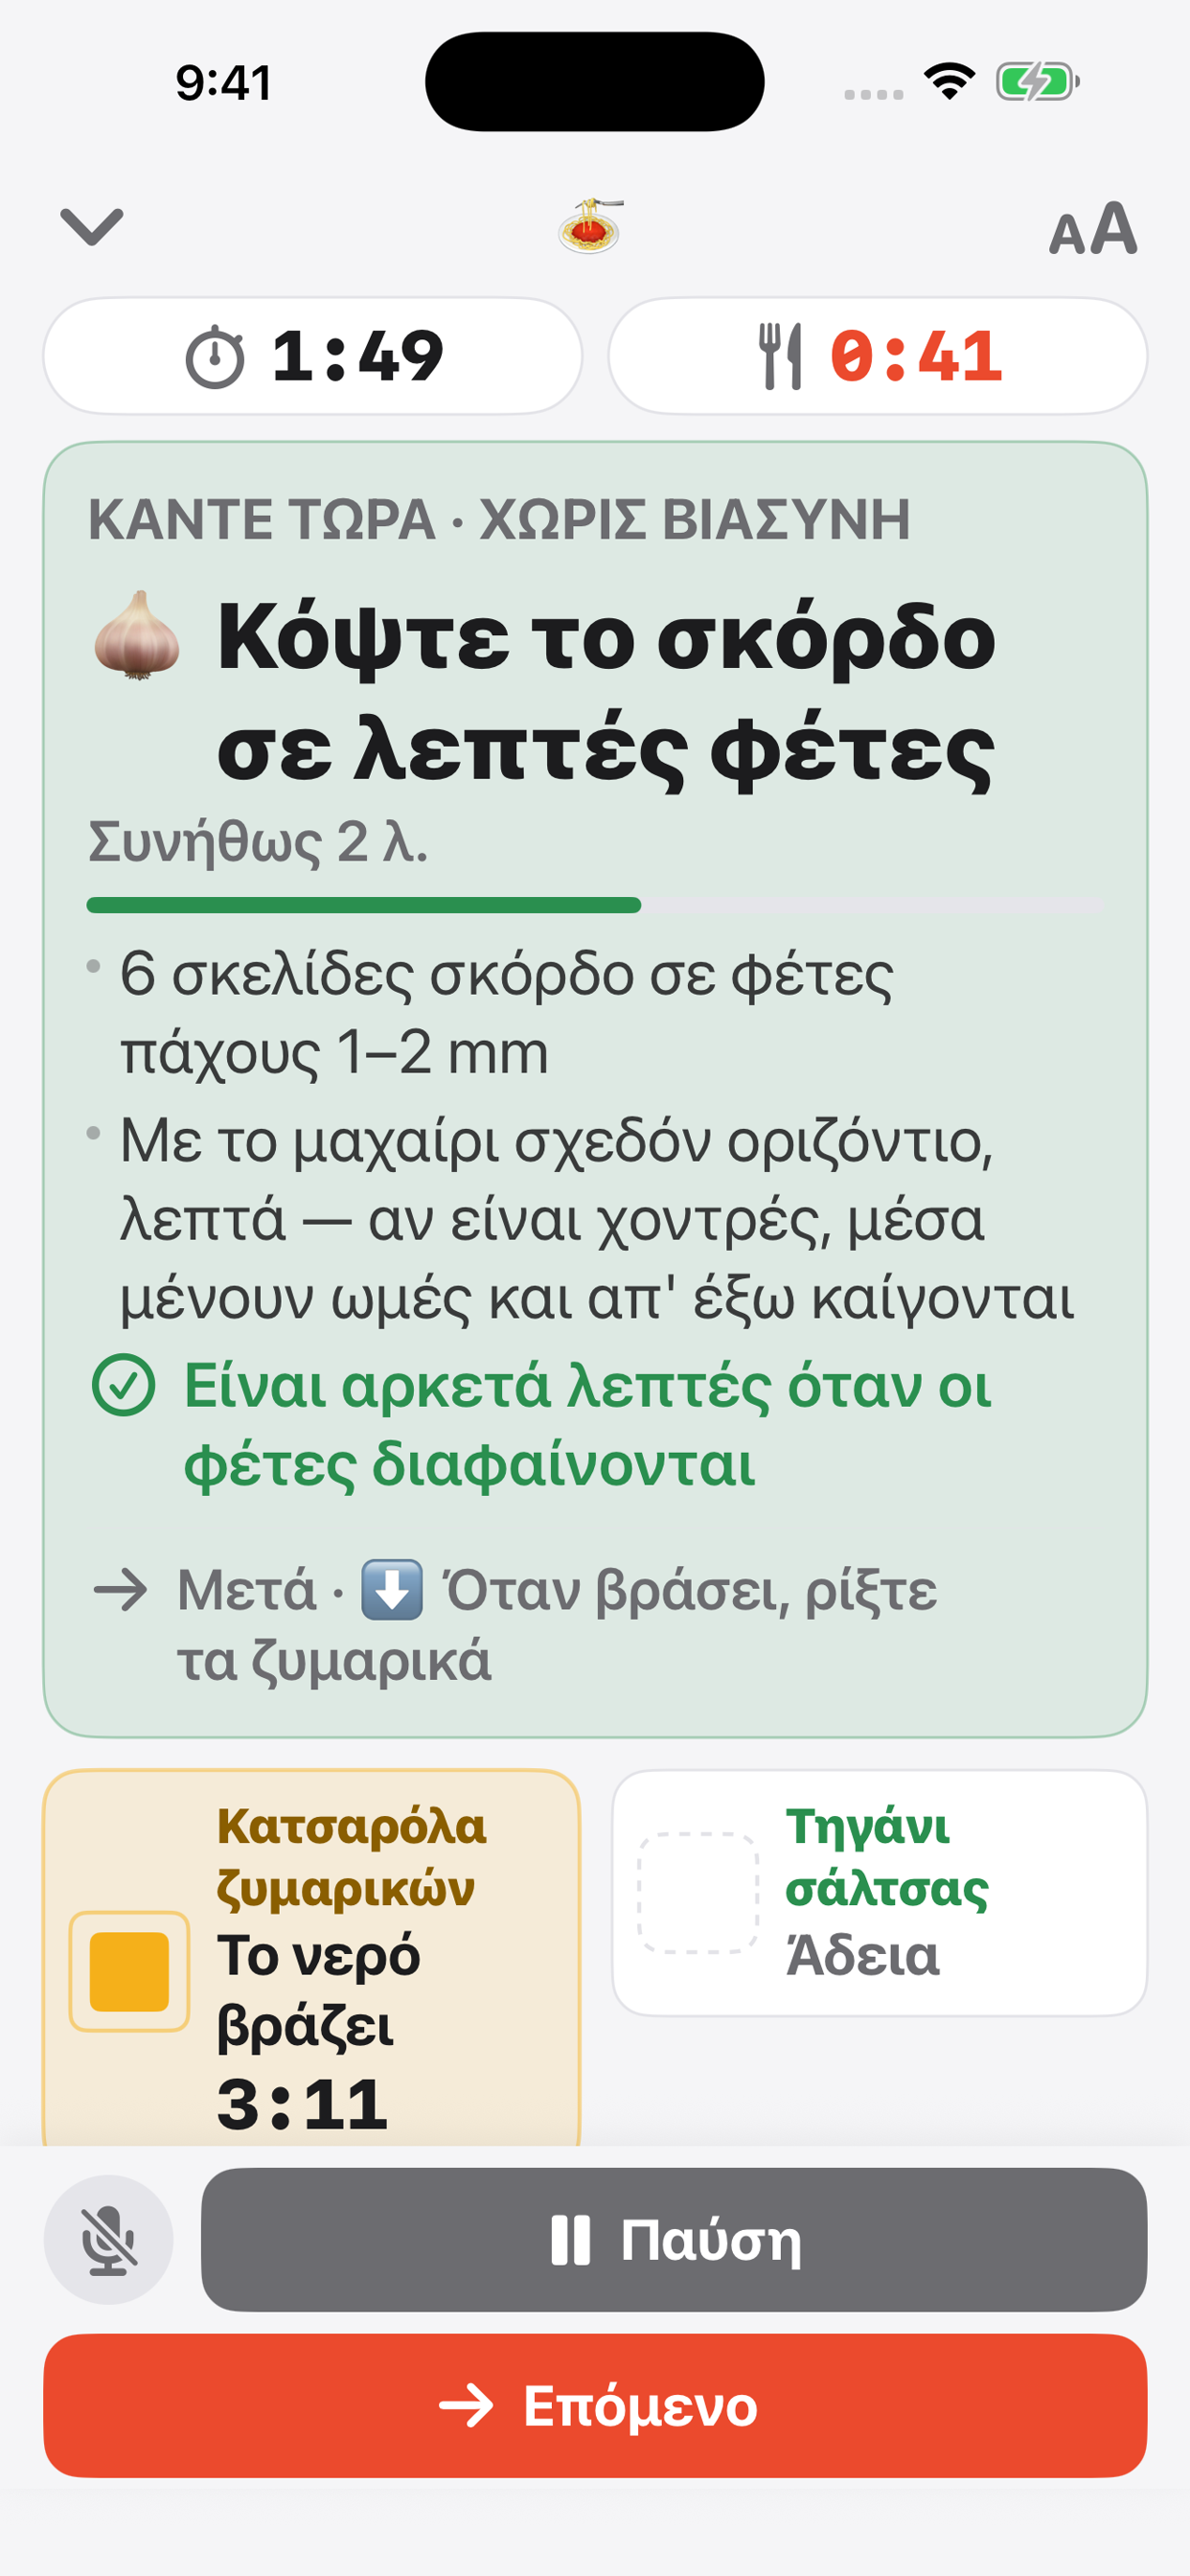 9:41
AA
1:49
0:41
ΚΑΝΤΕ ΤΩΡΑ · ΧΩΡΙΣ ΒΙΑΣΥΝΗ
Κόψτε το σκόρδο
σε λεπτές φέτες
Συνήθως 2 λ.
• 6 σκελίδες σκόρδο σε φέτες
πάχους 1–2 mm
• Με το μαχαίρι σχεδόν οριζόντιο,
λεπτά — αν είναι χοντρές, μέσα
μένουν ωμές και απ' έξω καίγονται
Είναι αρκετά λεπτές όταν οι
φέτες διαφαίνονται
→ Μετά · ⬇️ Όταν βράσει, ρίξτε
τα ζυμαρικά
Κατσαρόλα
ζυμαρικών
Το νερό
βράζει
3:11
Τηγάνι
σάλτσας
Άδεια
Παύση
→ Επόμενο